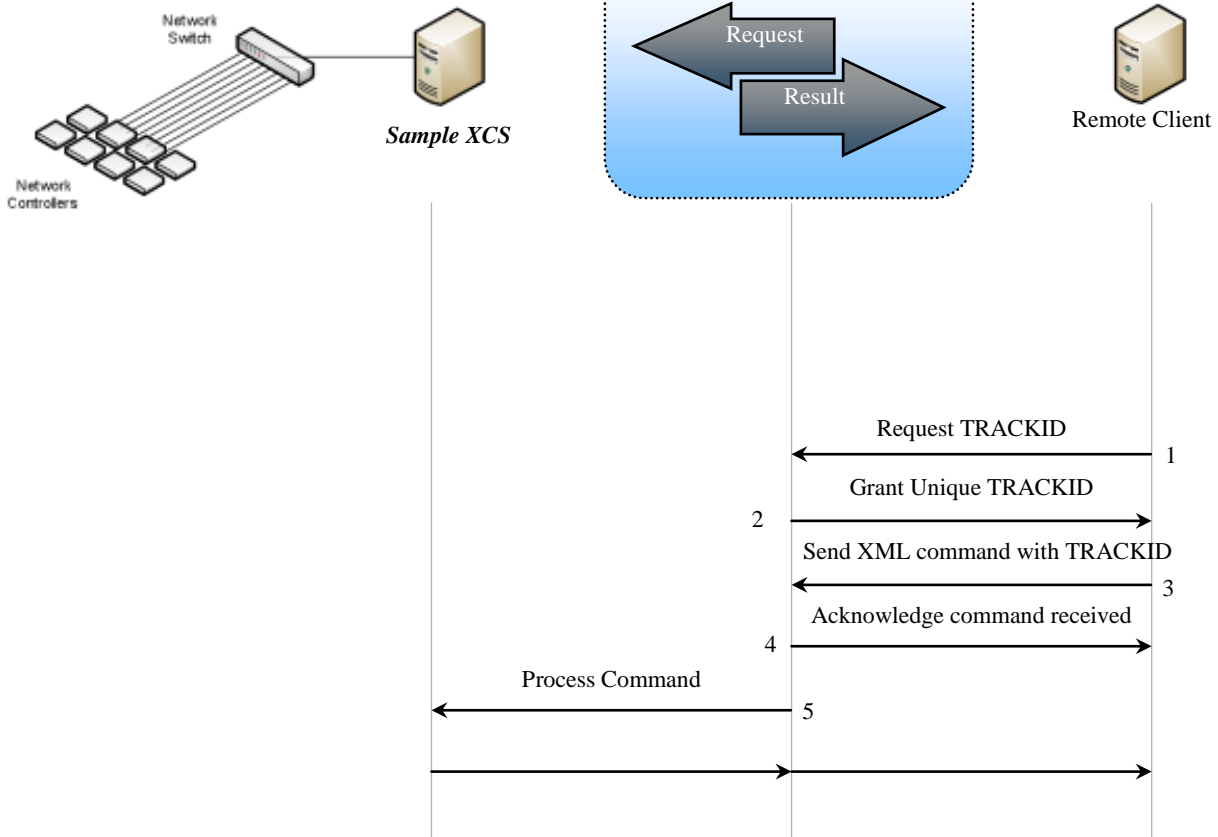 Network
Switch
Sample XCS
Network
Controllers
Request
Result
Remote Client
Request TRACKID
1
Grant Unique TRACKID
2
Send XML command with TRACKID
3
Acknowledge command received
4
Process Command
5